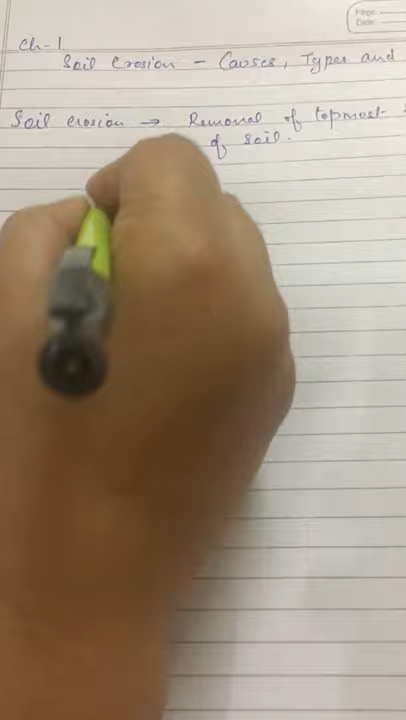 Page:
Date:
Ch-1
Soil erosion - Causes, Types and
Soil erosion → Removal of topmost
of soil.